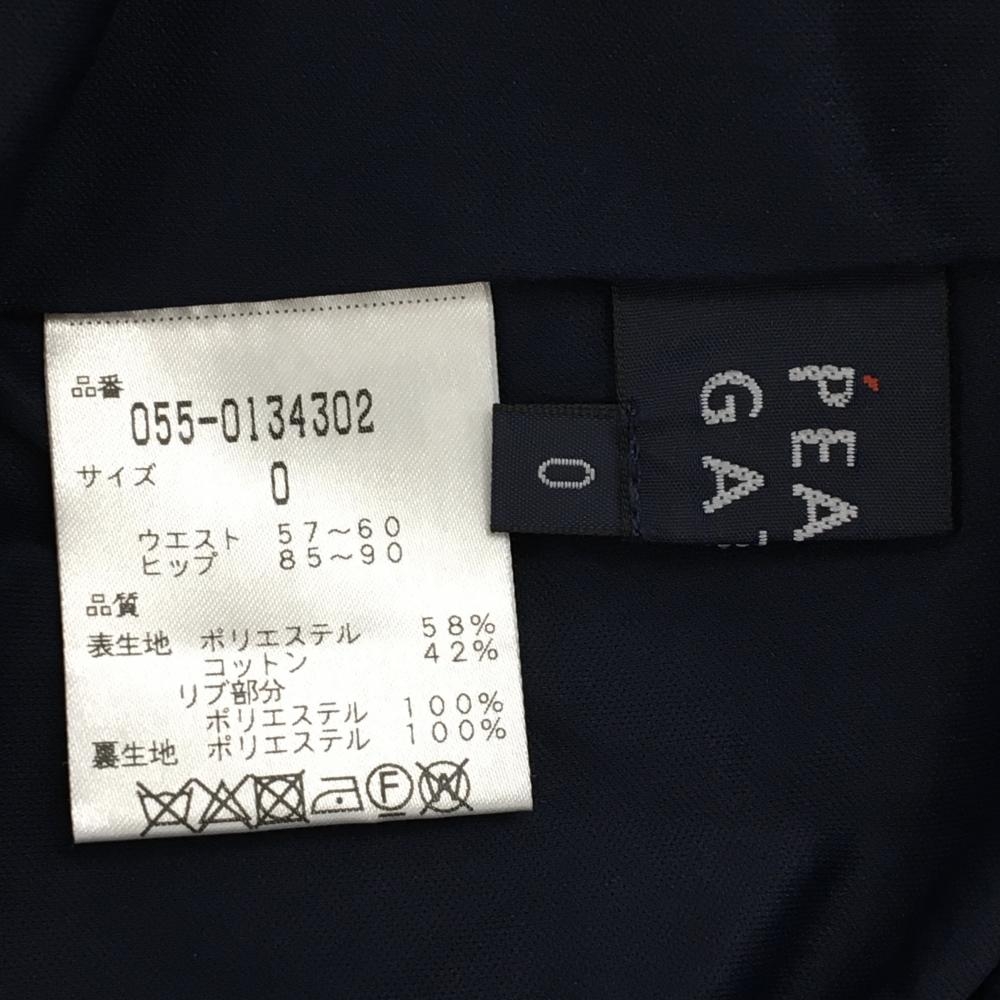 品番
055-0134302
サイズ 0
ウエスト 57～60
ヒップ 85～90
品質
表生地 ポリエステル 58%
コットン 42%
リブ部分
ポリエステル 100%
裏生地 ポリエステル 100%
F
W
0
PEA
GA